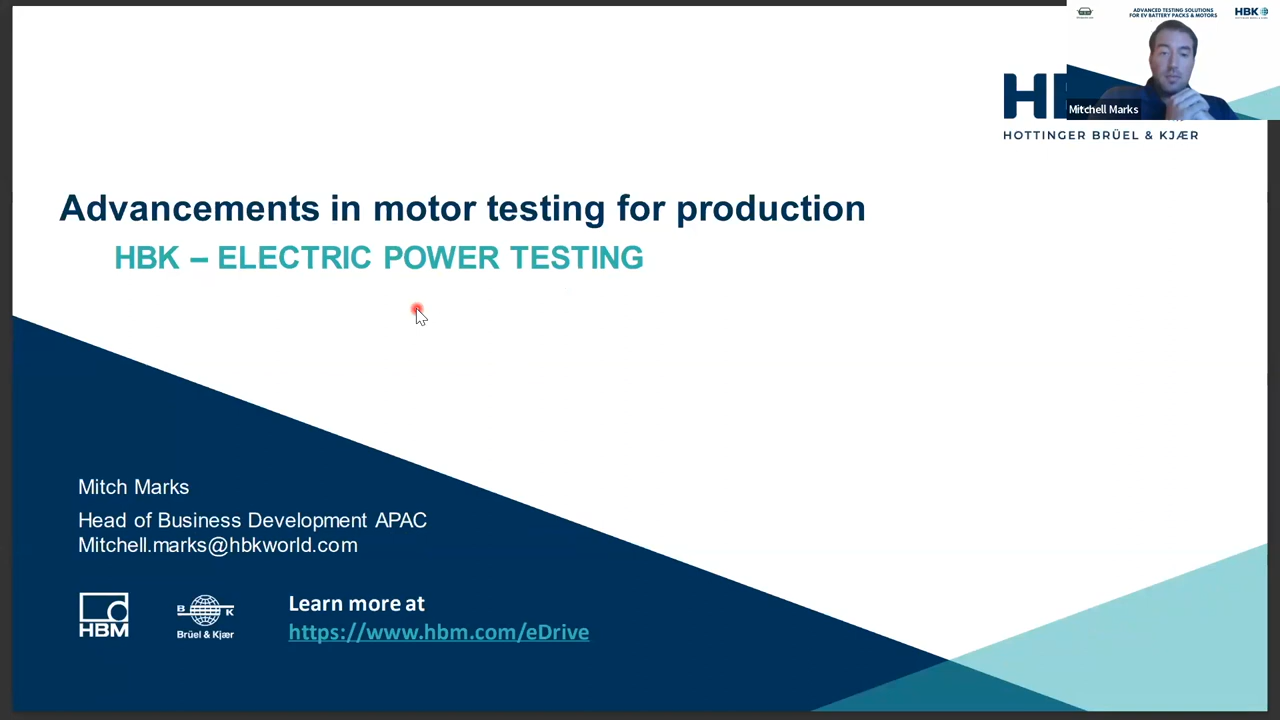 ADVANCED TESTING SOLUTIONS
FOR EV BATTERY PACKS & MOTORS
HBK
Mitchell Marks
HOTTINGER BRÜEL & KJÆR
Advancements in motor testing for production
HBK – ELECTRIC POWER TESTING
Mitch Marks
Head of Business Development APAC
Mitchell.marks@hbkworld.com
HBM
B K
Brüel & Kjær
Learn more at
https://www.hbm.com/eDrive